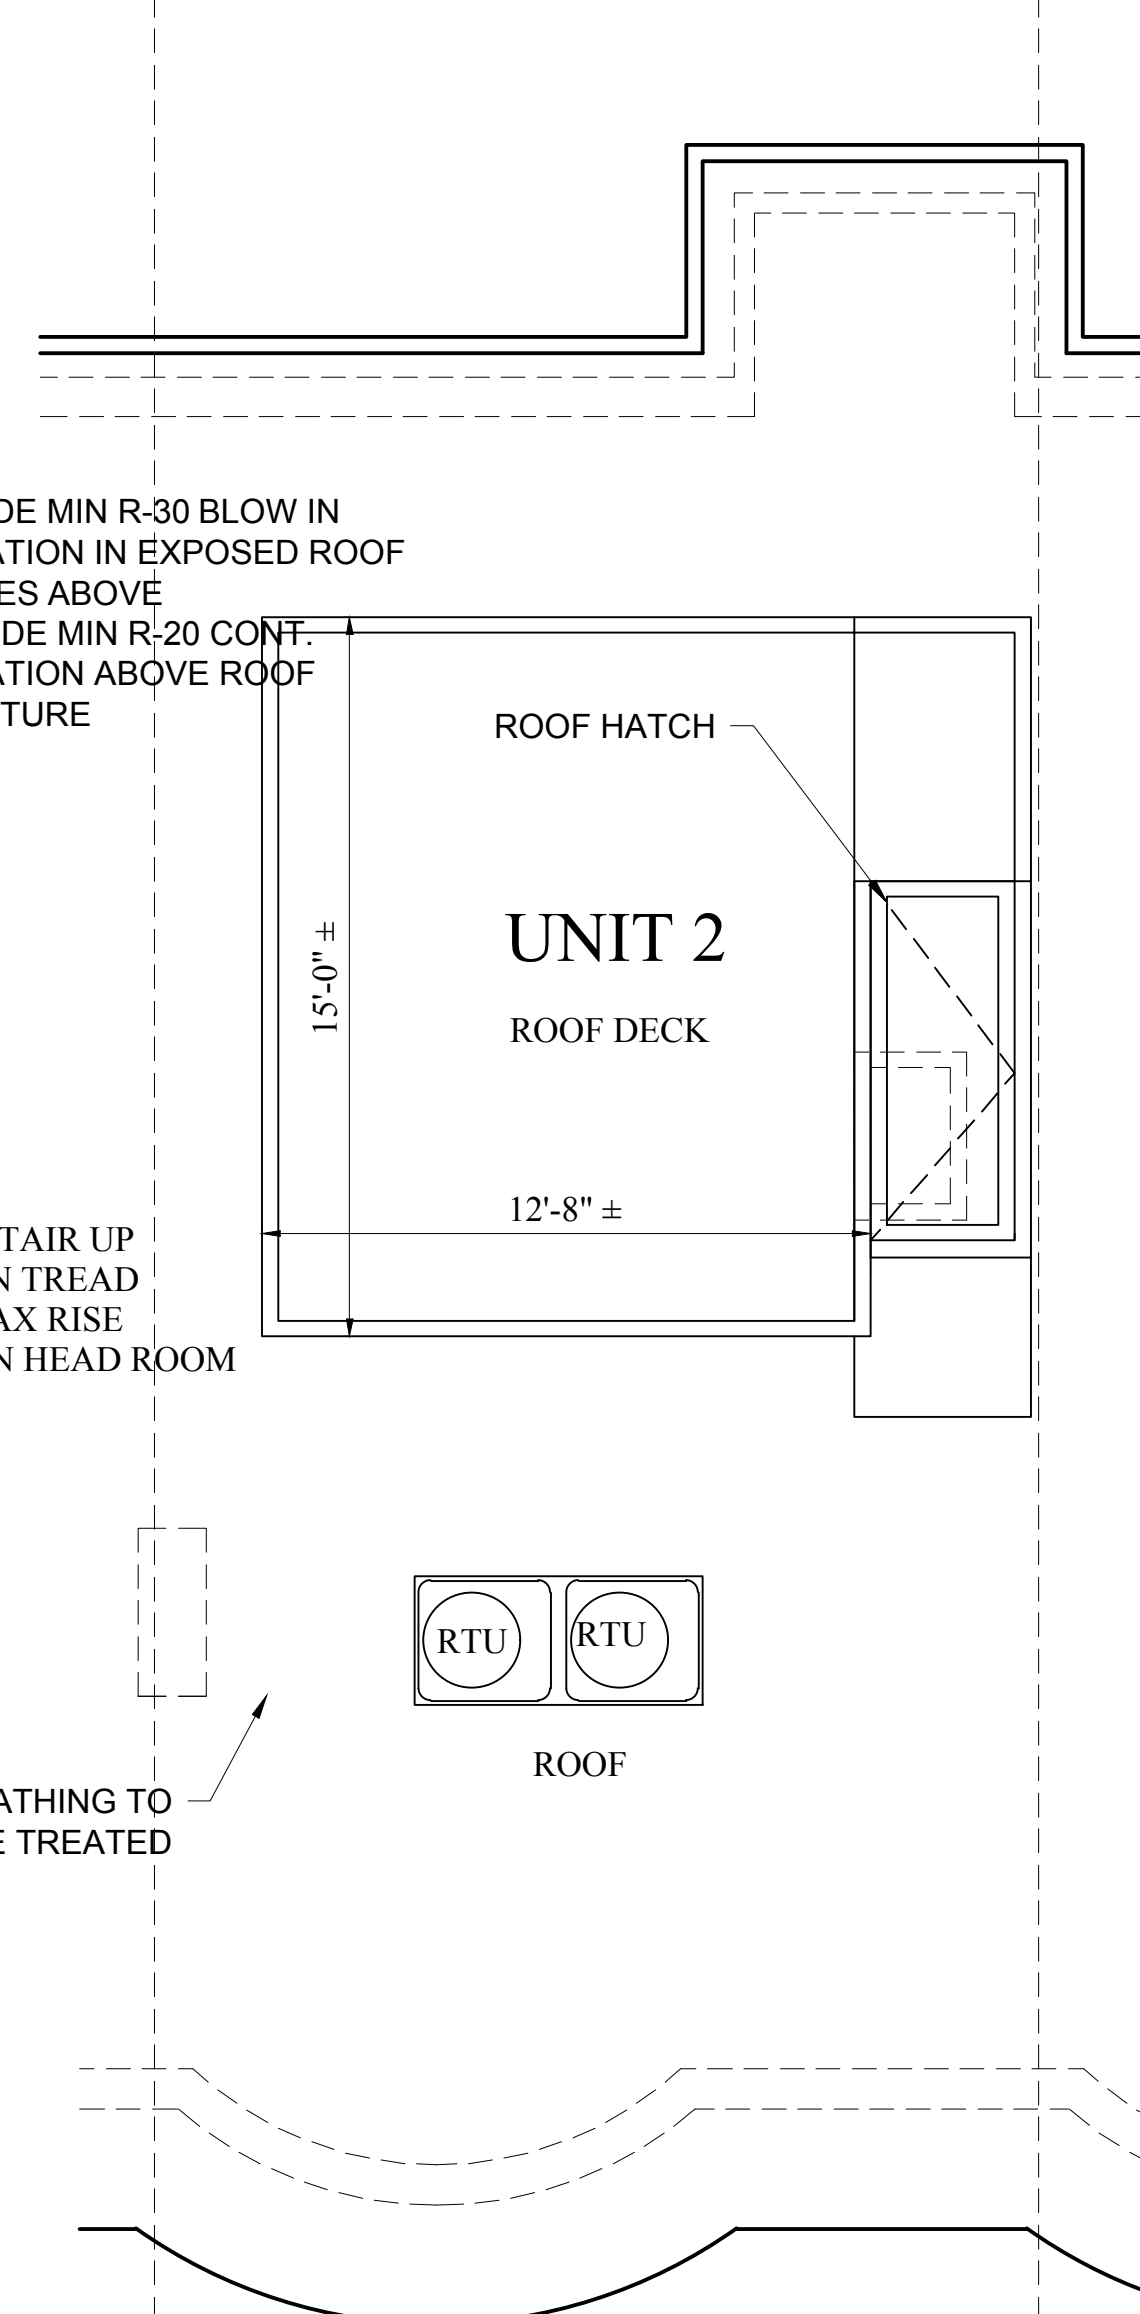 DE MIN R-30 BLOW IN
ATION IN EXPOSED ROOF
ES ABOVE
DE MIN R-20 CONT.
ATION ABOVE ROOF
TURE
ROOF HATCH
UNIT 2
ROOF DECK
15'-0" ±
12'-8" ±
TAIR UP
N TREAD
AX RISE
N HEAD ROOM
RTU
RTU
ROOF
ATHING TO
E TREATED